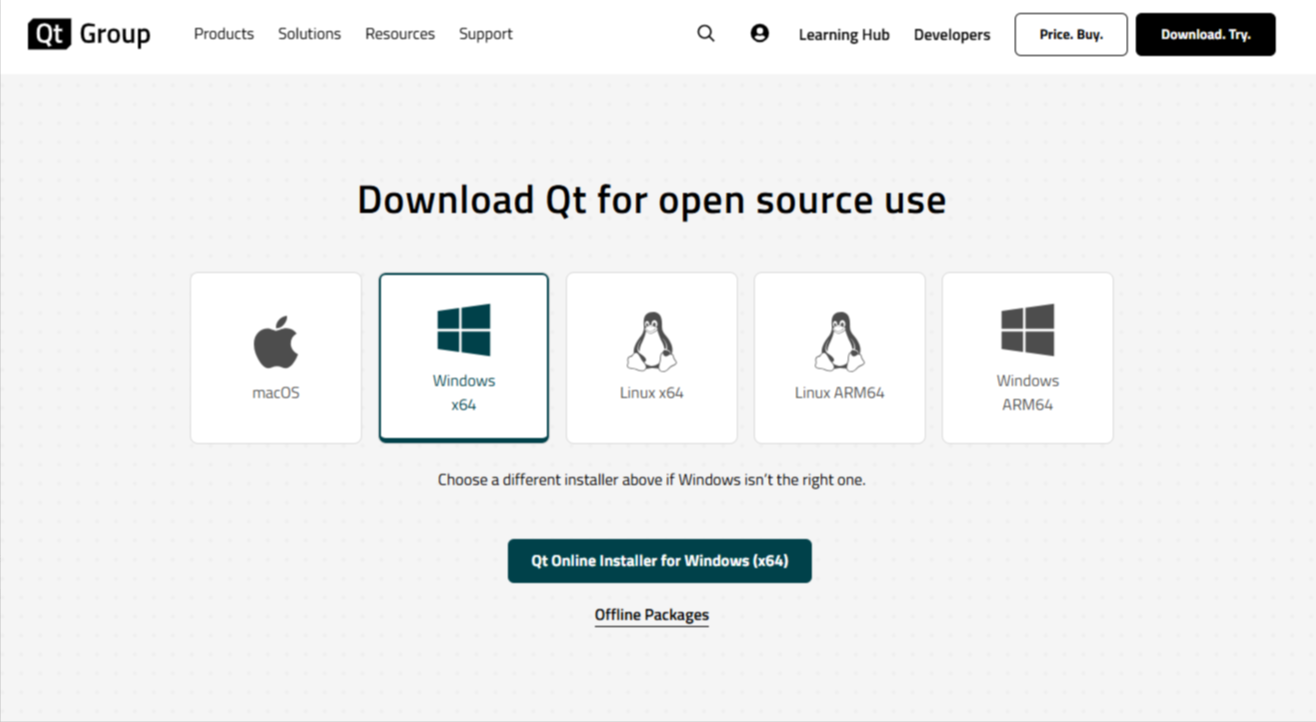 Qt Group
Products Solutions Resources Support
Learning Hub Developers Price. Buy. Download. Try.
Download Qt for open source use
macOS
Windows
x64
Linux x64
Linux ARM64
Windows
ARM64
Choose a different installer above if Windows isn't the right one.
Qt Online Installer for Windows (x64)
Offline Packages